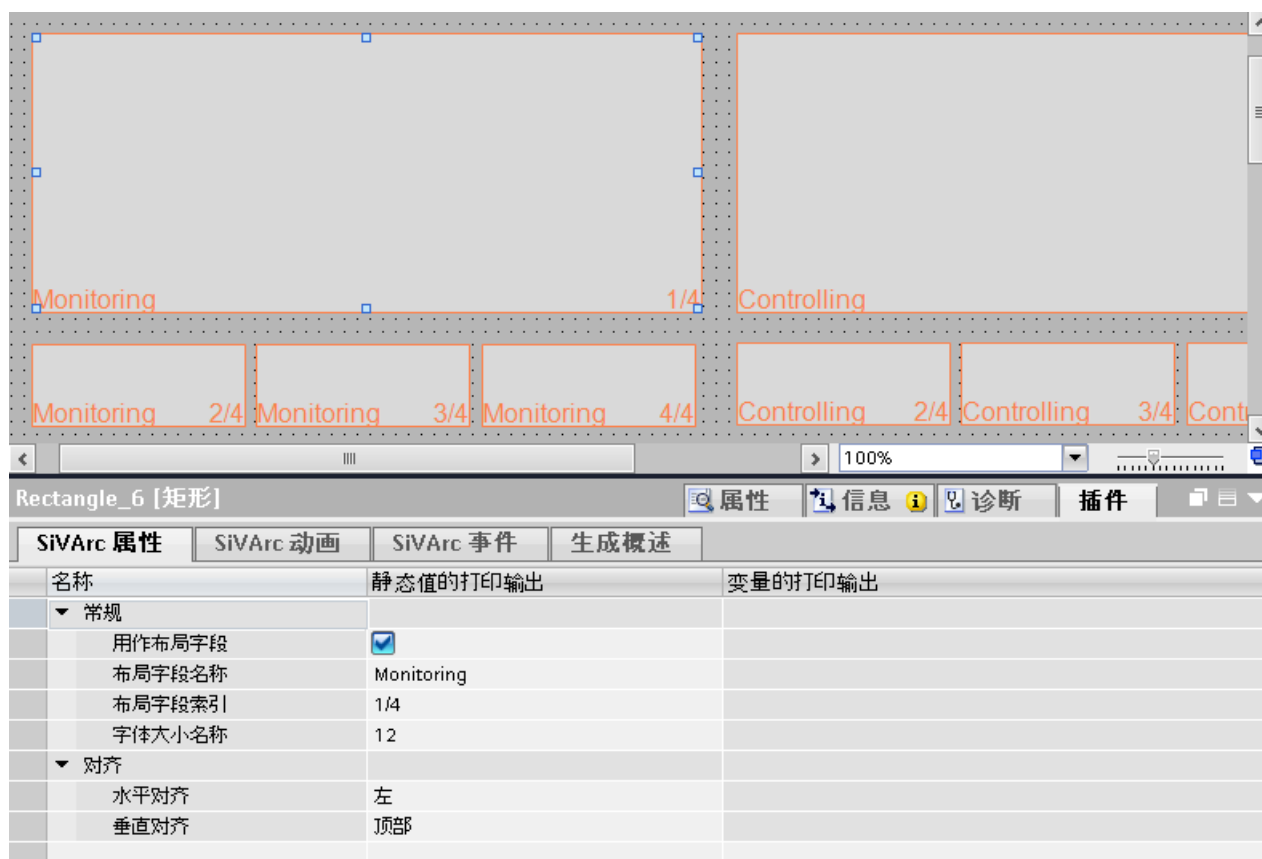 Monitoring 1/4 Controlling
Monitoring 2/4 Monitoring 3/4 Monitoring 4/4 Controlling 2/4 Controlling 3/4
100%
Rectangle_6 [矩形] 属性 信息 诊断 插件
SiVArc 属性 SiVArc 动画 SiVArc 事件 生成概述
名称 静态值的打印输出 变量的打印输出
常规
用作布局字段
布局字段名称 Monitoring
布局字段索引 1/4
字体大小名称 12
对齐
水平对齐 左
垂直对齐 顶部